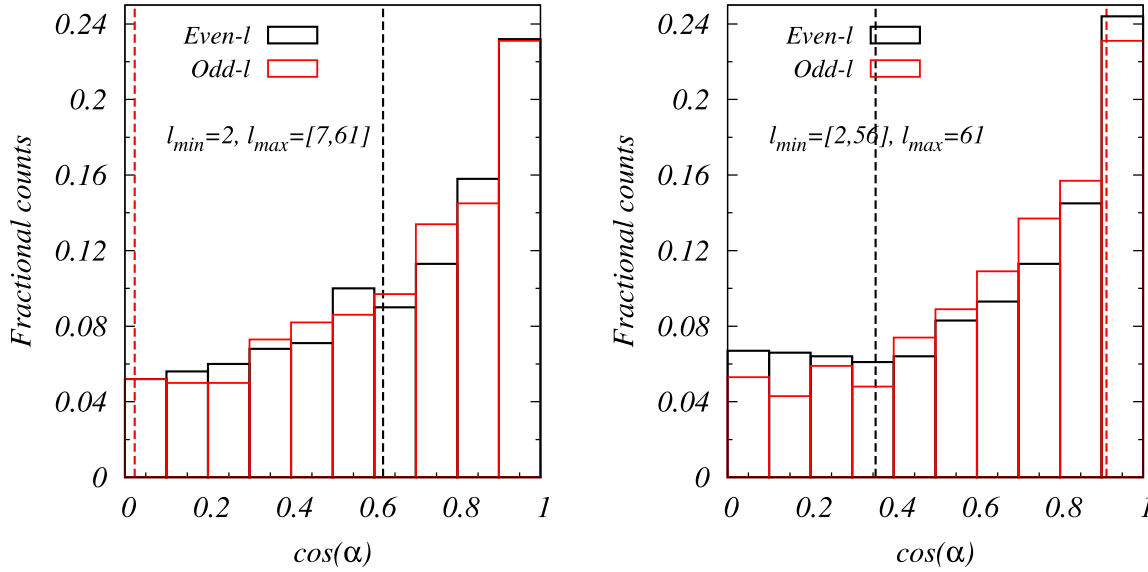 Fractional counts
0.24
0.2
0.16
0.12
0.08
0.04
0
Even-l
Odd-l
l_min=2, l_max=[7,61]
0 0.2 0.4 0.6 0.8 1
cos(α)
Fractional counts
0.24
0.2
0.16
0.12
0.08
0.04
0
Even-l
Odd-l
l_min=[2,56], l_max=61
0 0.2 0.4 0.6 0.8 1
cos(α)